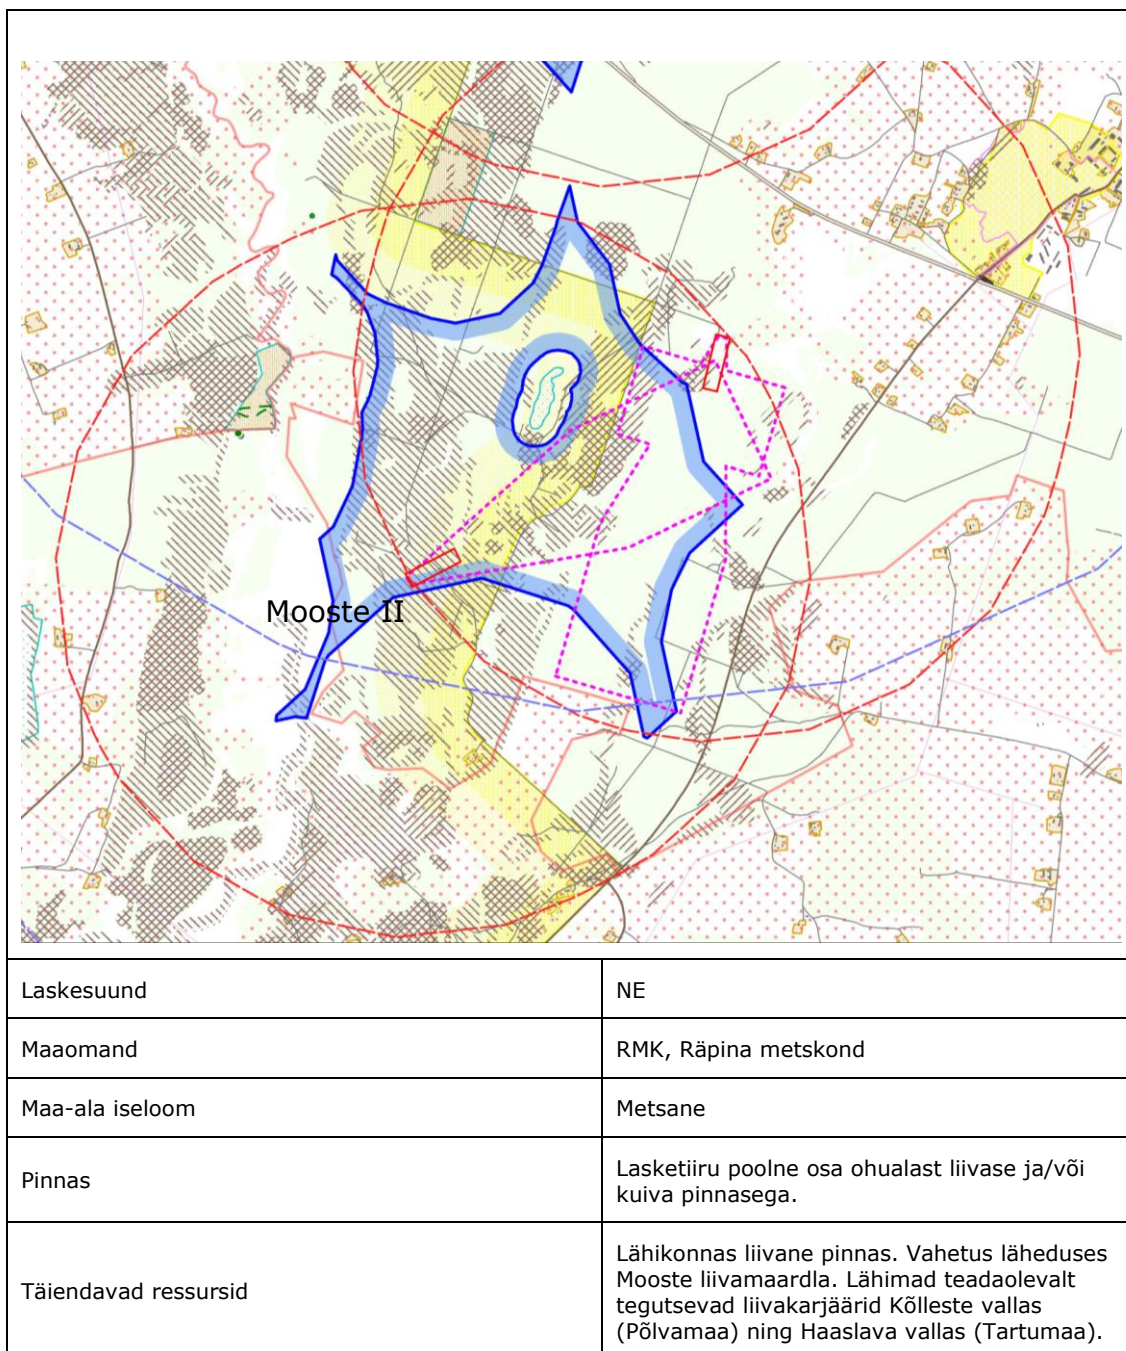 Mooste II
Laskesuund
NE
Maaomand
RMK, Räpina metskond
Maa-ala iseloom
Metsane
Pinnas
Lasketiiru poolne osa ohualast liivase ja/või
kuiva pinnasega.
Täiendavad ressursid
Lähikonnas liivane pinnas. Vahetus läheduses
Mooste liivamaardla. Lähimad teadaolevalt
tegutsevad liivakarjäärid Kõlleste vallas
(Põlvamaa) ning Haaslava vallas (Tartumaa).